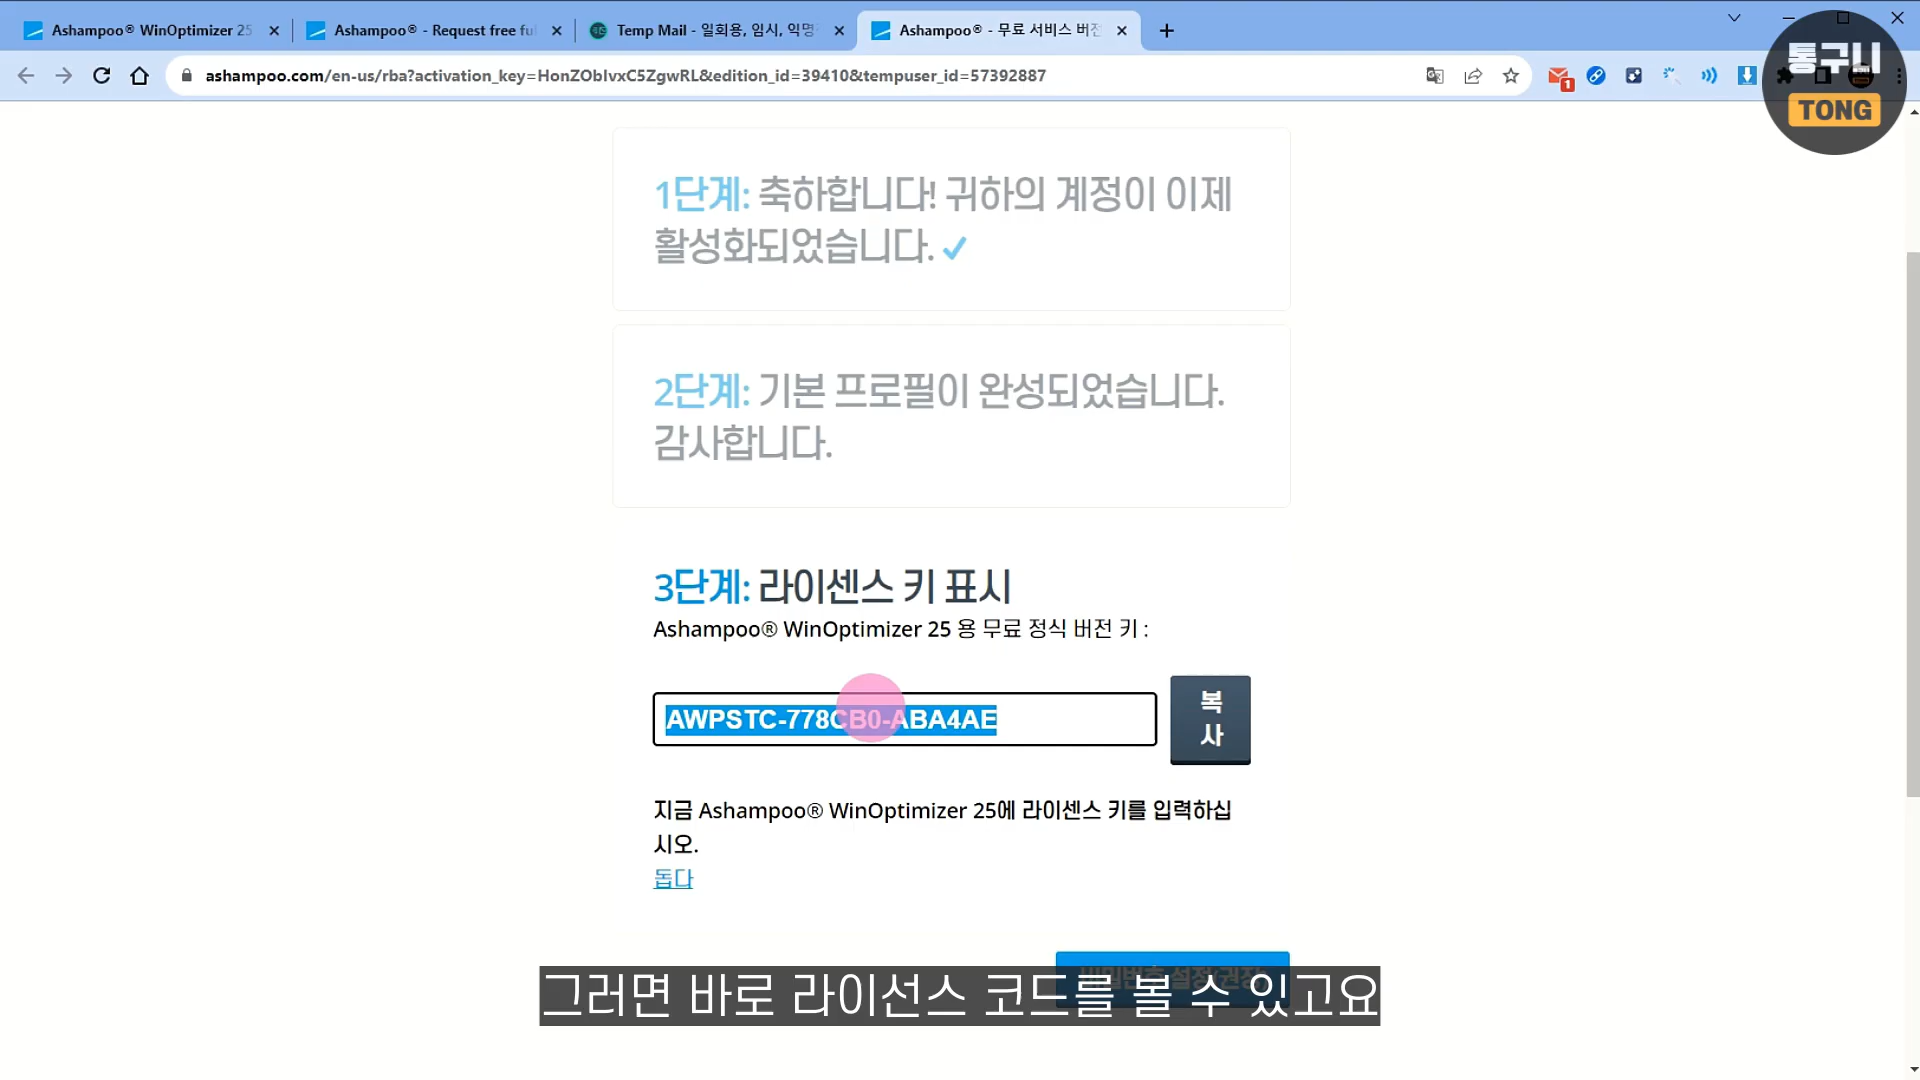 Ashampoo® WinOptimizer 25
Ashampoo® - Request free ful
Temp Mail - 일회용, 임시, 익명
Ashampoo® - 무료 서비스 버전
ashampoo.com/en-us/rba?activation_key=HonZObIvxC5ZgwRL&edition_id=39410&tempuser_id=57392887
1
통구니
TONG
1단계: 축하합니다! 귀하의 계정이 이제
활성화되었습니다.
2단계: 기본 프로필이 완성되었습니다.
감사합니다.
3단계: 라이센스 키 표시
Ashampoo® WinOptimizer 25 용 무료 정식 버전 키 :
AWPSTC-778CB0-ABA4AE
복
사
지금 Ashampoo® WinOptimizer 25에 라이센스 키를 입력하십
시오.
돕다
그러면 바로 라이선스 코드를 볼 수 있고요